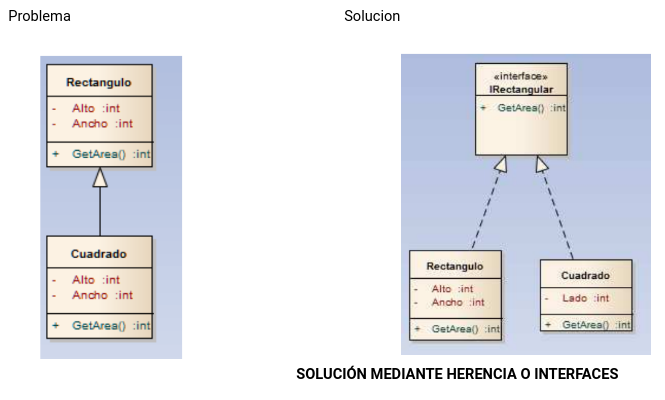 Problema
Solucion
Rectangulo
- Alto :int
- Ancho :int
+ GetArea() :int
Cuadrado
- Alto :int
- Ancho :int
+ GetArea() :int
«interface»
IRectangular
+ GetArea() :int
Rectangulo
- Alto :int
- Ancho :int
+ GetArea() :int
Cuadrado
- Lado :int
+ GetArea() :int
SOLUCIÓN MEDIANTE HERENCIA O INTERFACES